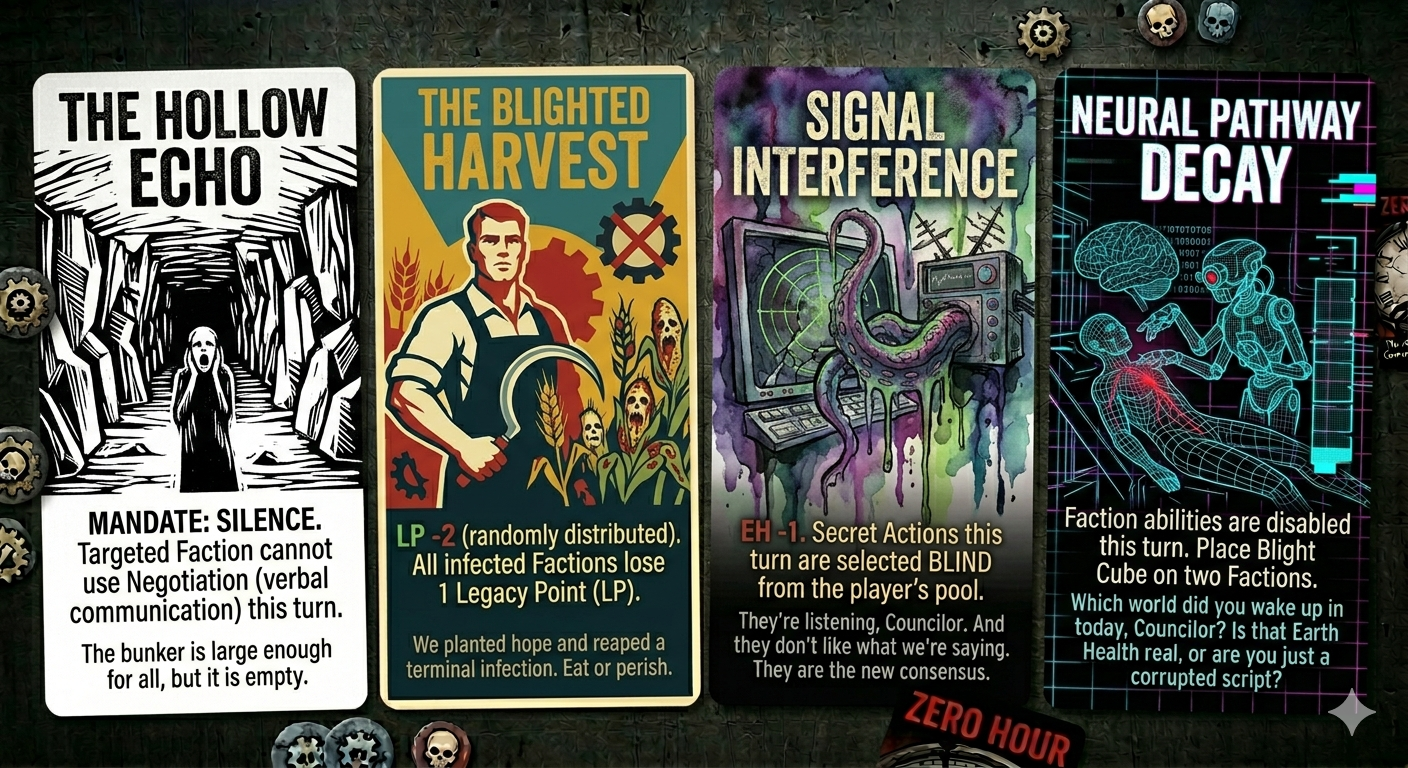 THE HOLLOW
ECHO
MANDATE: SILENCE.
Targeted Faction cannot
use Negotiation (verbal
communication) this turn.
The bunker is large enough
for all, but it is empty.
THE BLIGHTED
HARVEST
LP -2 (randomly distributed).
All infected Factions lose
1 Legacy Point (LP).
We planted hope and reaped a
terminal infection. Eat or perish.
SIGNAL
INTERFERENCE
EH -1. Secret Actions this
turn are selected BLIND
from the player's pool.
They're listening, Councilor. And
they don't like what we're saying.
They are the new consensus.
NEURAL PATHWAY
DECAY
Faction abilities are disabled
this turn. Place Blight
Cube on two Factions.
Which world did you wake up in
today, Councilor? Is that Earth
Health real, or are you just a
corrupted script?
ZERO HOUR